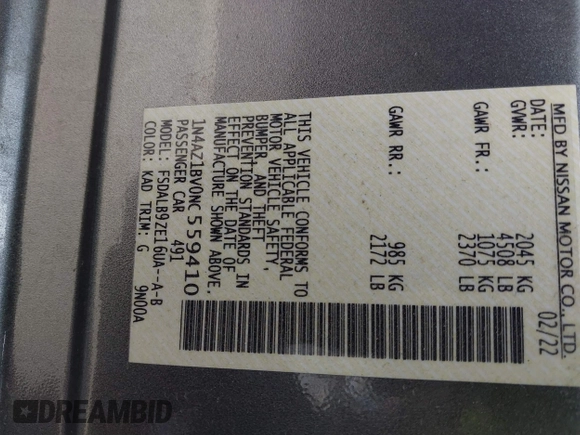 MFD BY NISSAN MOTOR CO., LTD.
DATE: 02/22
GVWR: 2045 KG
4508 LB
GAWR FR.: 1075 KG
2370 LB
GAWR RR.: 985 KG
2172 LB
THIS VEHICLE CONFORMS TO
ALL APPLICABLE FEDERAL
MOTOR VEHICLE SAFETY,
BUMPER, AND THEFT
PREVENTION STANDARDS IN
EFFECT ON THE DATE OF
MANUFACTURE SHOWN ABOVE.
1N4AZ1BV0NC559410
PASSENGER CAR 491
MODEL: FSDALB9ZE16UA--A-B
COLOR: KAD TRIM: G 9N00A
DREAMBID